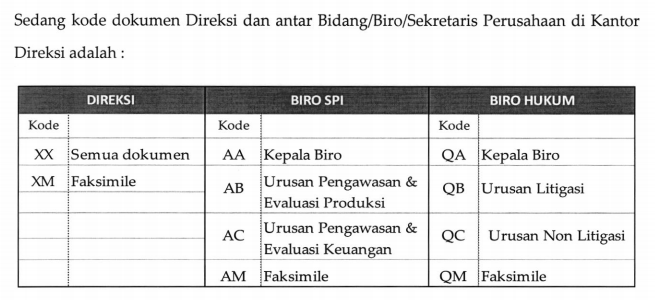 Sedang kode dokumen Direksi dan antar Bidang/Biro/Sekretaris Perusahaan di Kantor
Direksi adalah :
DIREKSI BIRO SPI BIRO HUKUM
Kode Kode Kode
XX Semua dokumen AA Kepala Biro QA Kepala Biro
XM Faksimile AB Urusan Pengawasan & QB Urusan Litigasi
Evaluasi Produksi
AC Urusan Pengawasan & QC Urusan Non Litigasi
Evaluasi Keuangan
AM Faksimile QM Faksimile